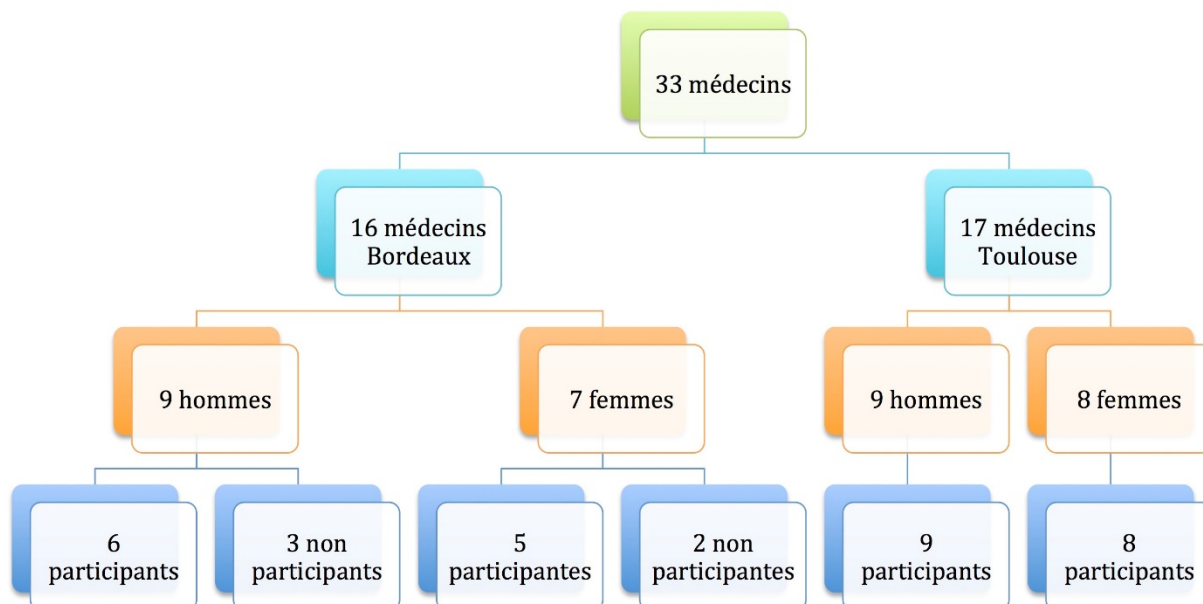 33 médecins
16 médecins
Bordeaux
17 médecins
Toulouse
9 hommes
7 femmes
9 hommes
8 femmes
6
participants
3 non
participants
5
participantes
2 non
participantes
9
participants
8
participants